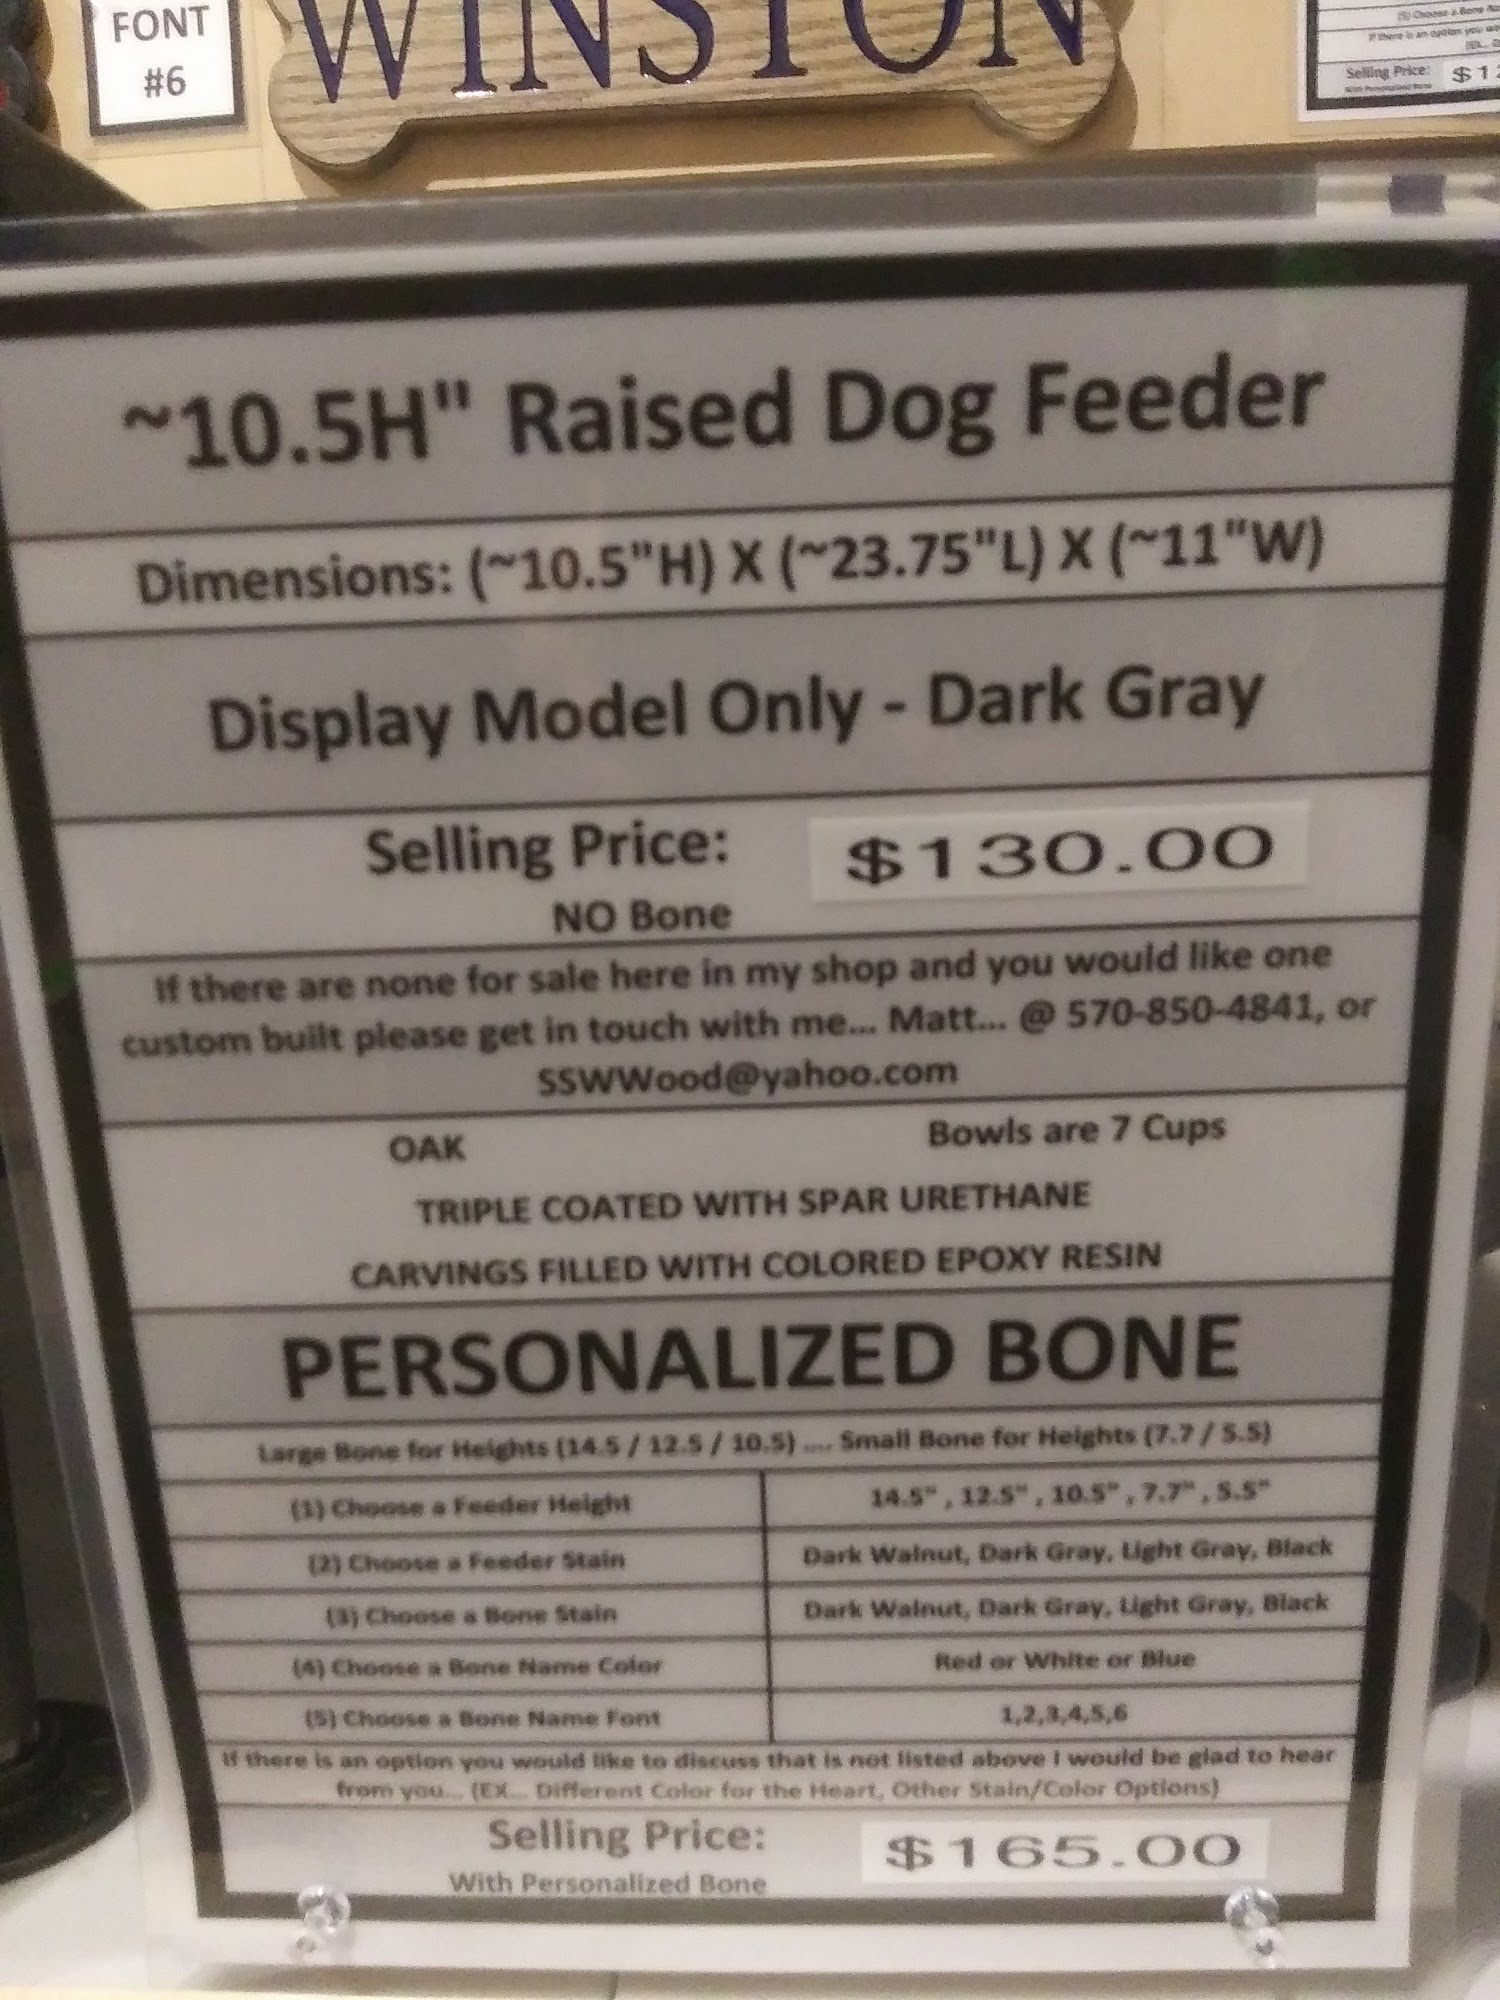 FONT
#6
WINSTON
(5) Choose a Bone
If there is an option you
Selling Price: $1
~10.5H" Raised Dog Feeder
Dimensions: (~10.5"H) X (~23.75"L) X (~11"W)
Display Model Only - Dark Gray
Selling Price: $130.00
NO Bone
If there are none for sale here in my shop and you would like one
custom built please get in touch with me... Matt... @ 570-850-4841, or
SSWWood@yahoo.com
OAK Bowls are 7 Cups
TRIPLE COATED WITH SPAR URETHANE
CARVINGS FILLED WITH COLORED EPOXY RESIN
PERSONALIZED BONE
Large Bone for Heights (14.5 / 12.5 / 10.5) .... Small Bone for Heights (7.7 / 5.5)
(1) Choose a Feeder Height 14.5" , 12.5" , 10.5" , 7.7" , 5.5"
(2) Choose a Feeder Stain Dark Walnut, Dark Gray, Light Gray, Black
(3) Choose a Bone Stain Dark Walnut, Dark Gray, Light Gray, Black
(4) Choose a Bone Name Color Red or White or Blue
(5) Choose a Bone Name Font 1,2,3,4,5,6
If there is an option you would like to discuss that is not listed above I would be glad to hear
from you... (EX... Different Color for the Heart, Other Stain/Color Options)
Selling Price: $165.00
With Personalized Bone